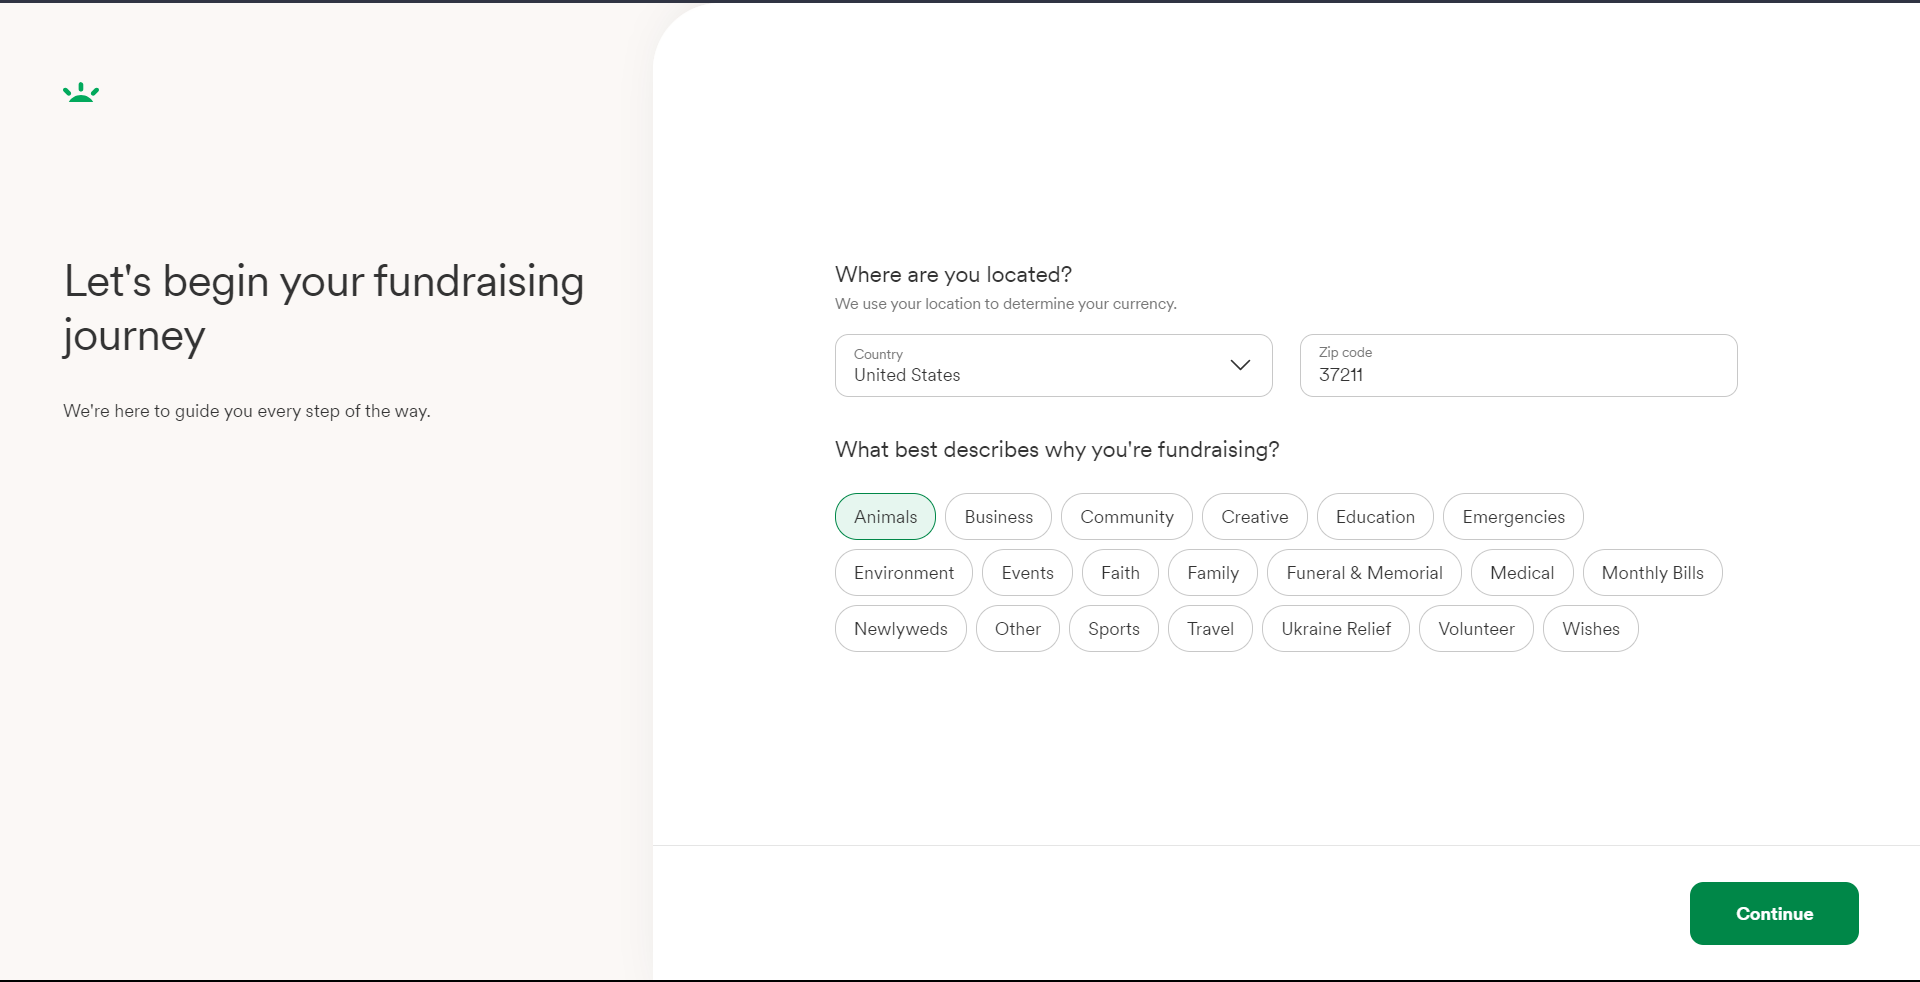 Let's begin your fundraising
journey
We're here to guide you every step of the way.
Where are you located?
We use your location to determine your currency.
Country
United States
Zip code
37211
What best describes why you're fundraising?
Animals Business Community Creative Education Emergencies
Environment Events Faith Family Funeral & Memorial Medical Monthly Bills
Newlyweds Other Sports Travel Ukraine Relief Volunteer Wishes
Continue